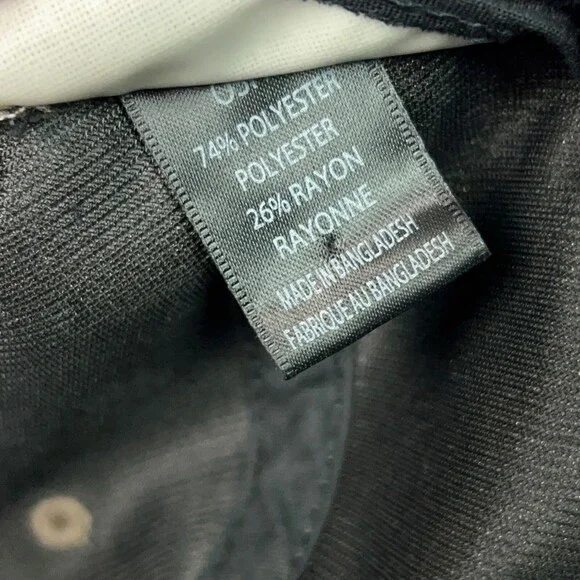 74% POLYESTER
POLYESTER
26% RAYON
RAYONNE
MADE IN BANGLADESH
FABRIQUE AU BANGLADESH